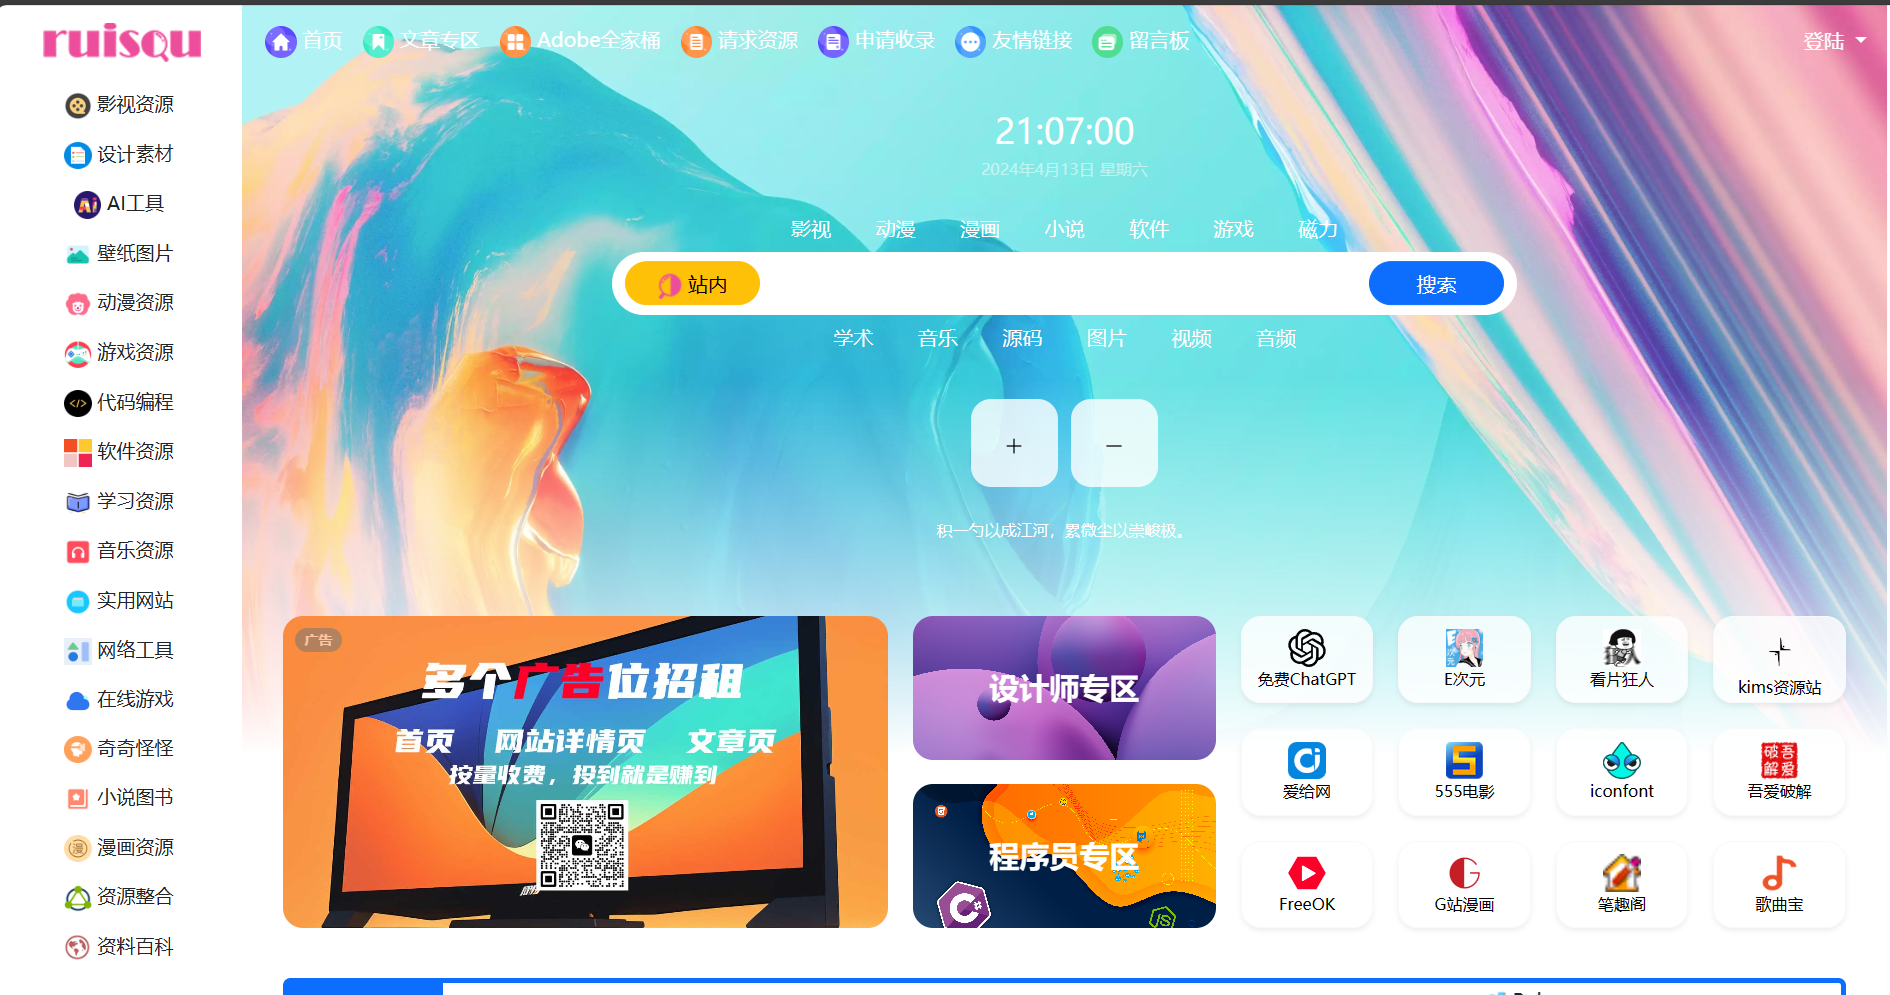 ruisqu
影视资源
设计素材
AI工具
壁纸图片
动漫资源
游戏资源
代码编程
软件资源
学习资源
音乐资源
实用网站
网络工具
在线游戏
奇奇怪怪
小说图书
漫画资源
资源整合
资料百科
首页 文章专区 Adobe全家桶 请求资源 申请收录 友情链接 留言板 登陆
21:07:00
2024年4月13日 星期六
影视 动漫 漫画 小说 软件 游戏 磁力
站内 搜索
学术 音乐 源码 图片 视频 音频
+ −
积一勺以成江河，累微尘以崇峻极。
广告
多个广告位招租
首页 网站详情页 文章页
按量收费，投到就是赚到
设计师专区
程序员专区
C#
JS
免费ChatGPT
E次元
看片狂人
kims资源站
爱给网
555电影
iconfont
吾爱破解
FreeOK
G站漫画
笔趣阁
歌曲宝